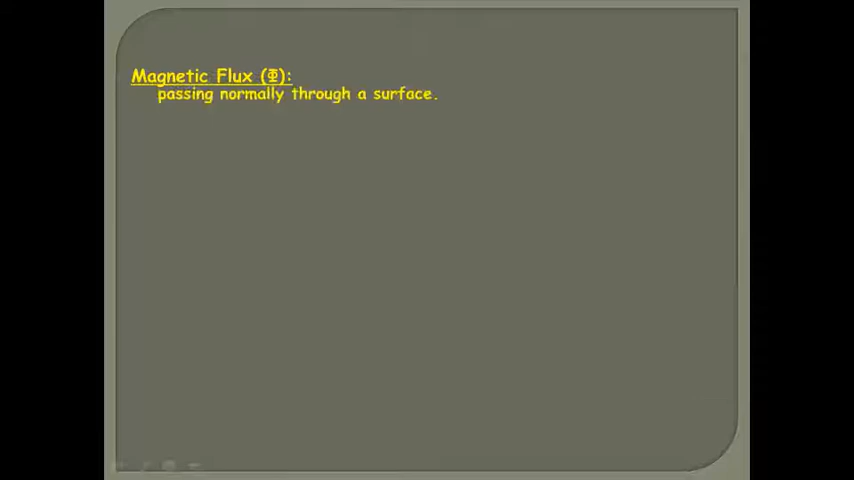 Magnetic Flux (Φ):
passing normally through a surface.